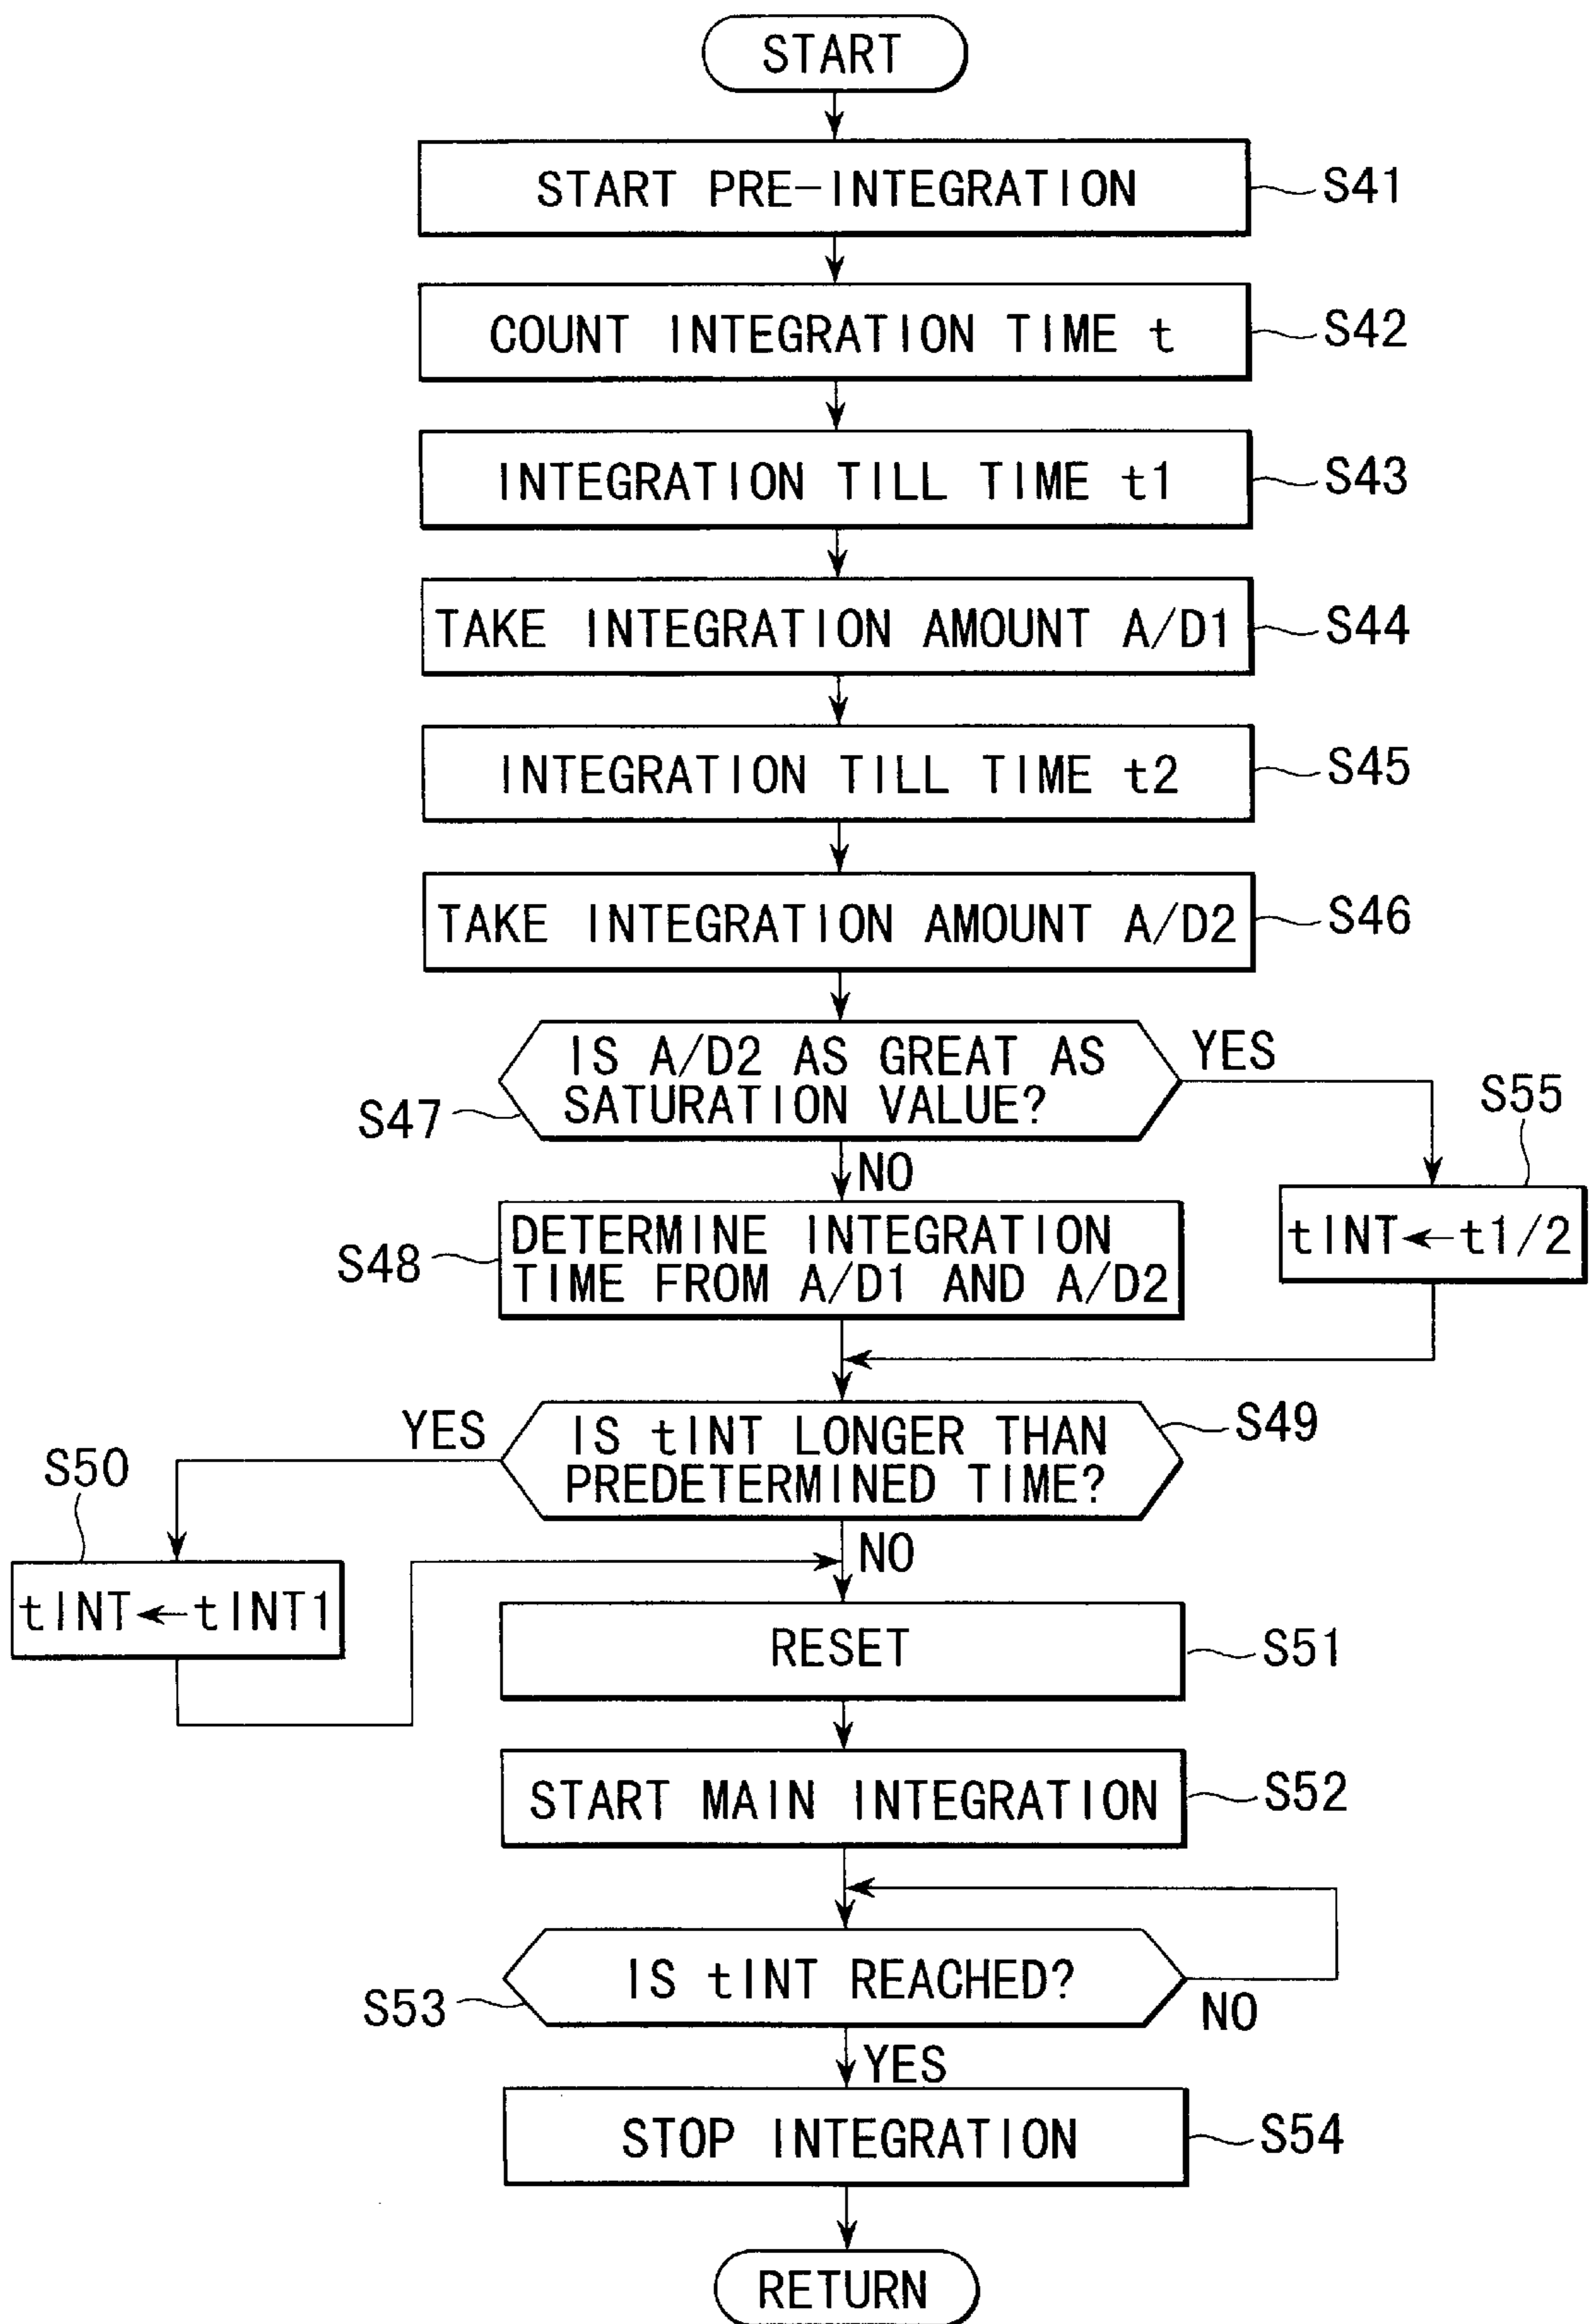 START
START PRE-INTEGRATION
S41
COUNT INTEGRATION TIME t
S42
INTEGRATION TILL TIME t1
S43
TAKE INTEGRATION AMOUNT A/D1
S44
INTEGRATION TILL TIME t2
S45
TAKE INTEGRATION AMOUNT A/D2
S46
IS A/D2 AS GREAT AS
SATURATION VALUE?
S47
YES
S55
NO
tINT←t1/2
DETERMINE INTEGRATION
TIME FROM A/D1 AND A/D2
S48
IS tINT LONGER THAN
PREDETERMINED TIME?
S49
YES
S50
NO
tINT←tINT1
RESET
S51
START MAIN INTEGRATION
S52
IS tINT REACHED?
S53
NO
YES
STOP INTEGRATION
S54
RETURN